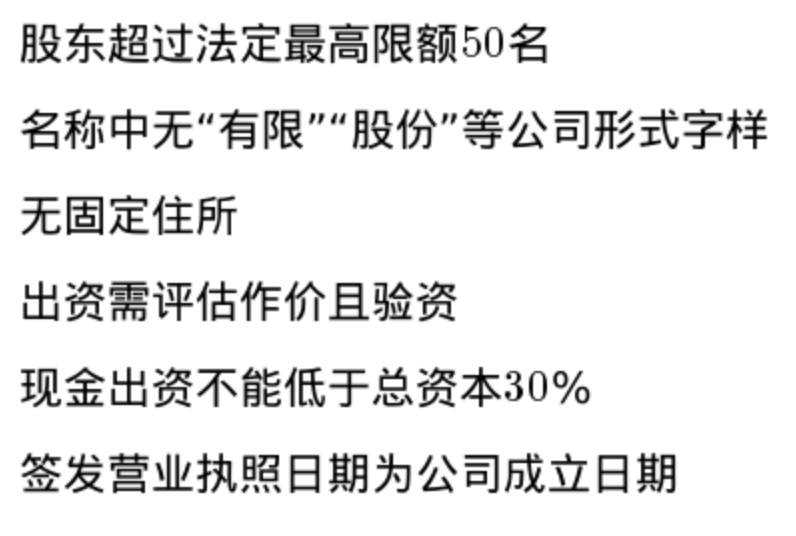 股东超过法定最高限额50名
名称中无“有限”“股份”等公司形式字样
无固定住所
出资需评估作价且验资
现金出资不能低于总资本30%
签发营业执照日期为公司成立日期